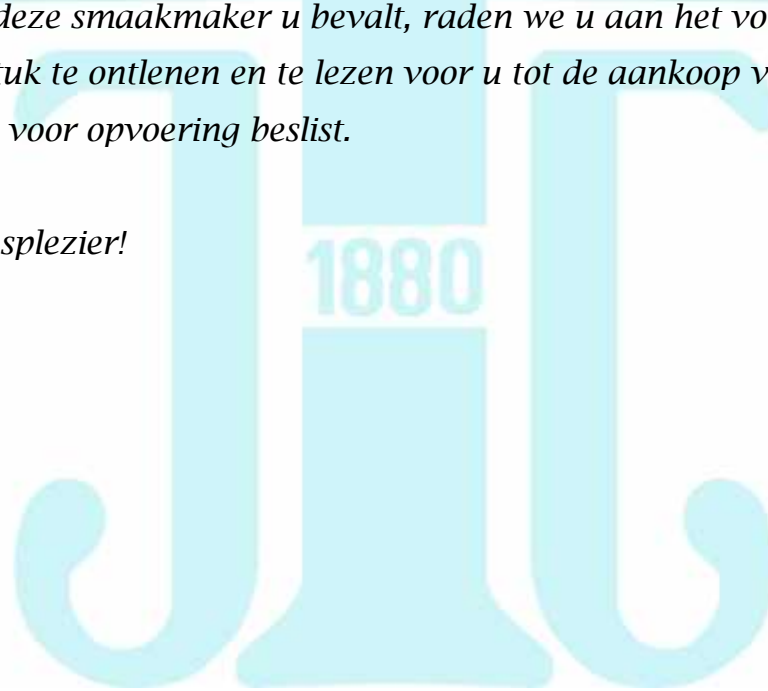 deze smaakmaker u bevalt, raden we u aan het vo
tuk te ontlenen en te lezen voor u tot de aankoop v
voor opvoering beslist.
splezier!
1880